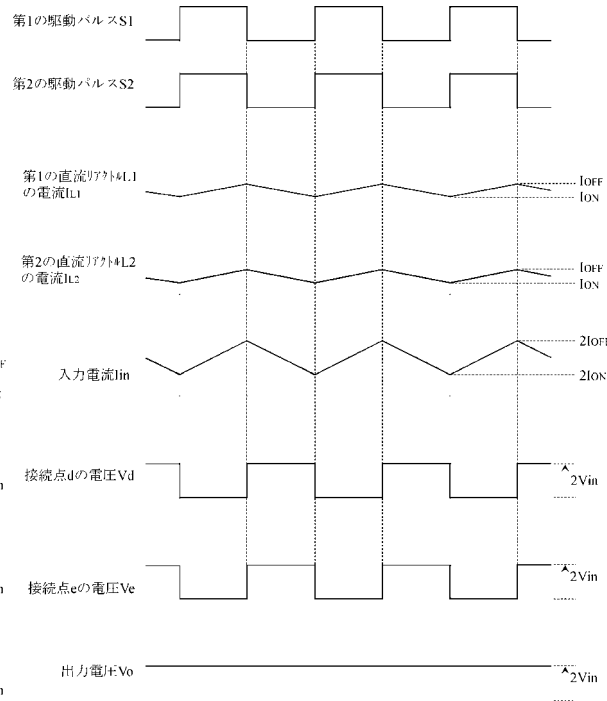 第1の駆動パルスS1
第2の駆動パルスS2
第1の直流リアクトルL1
の電流IL1
IOFF
ION
第2の直流リアクトルL2
の電流IL2
IOFF
ION
入力電流Iin
2IOFF
2ION
接続点dの電圧Vd
2Vin
接続点eの電圧Ve
2Vin
出力電圧Vo
2Vin